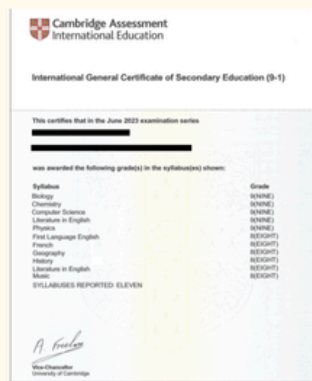 Cambridge Assessment
International Education
International General Certificate of Secondary Education (9-1)
This certifies that in the June 2023 examination series
was awarded the following grade(s) in the syllabus(es) shown:
Syllabus Grade
Biology 9(NINE)
Chemistry 9(NINE)
Computer Science 9(NINE)
Literature in English 9(NINE)
Physics 9(NINE)
First Language English 8(EIGHT)
French 8(EIGHT)
Geography 8(EIGHT)
History 8(EIGHT)
Literature in English 8(EIGHT)
Music 8(EIGHT)
SYLLABUSES REPORTED: ELEVEN
Vice-Chancellor
University of Cambridge